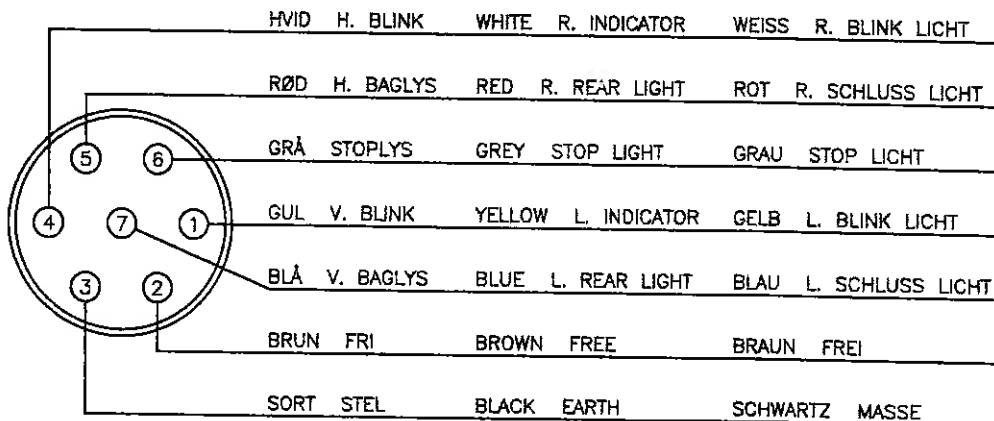 HVID H. BLINK WHITE R. INDICATOR WEISS R. BLINK LICHT
RØD H. BAGLYS RED R. REAR LIGHT ROT R. SCHLUSS LICHT
5 6 GRÅ STOPLYS GREY STOP LIGHT GRAU STOP LICHT
4 7 1 GUL V. BLINK YELLOW L. INDICATOR GELB L. BLINK LICHT
3 2 BLÅ V. BAGLYS BLUE L. REAR LIGHT BLAU L. SCHLUSS LICHT
BRUN FRI BROWN FREE BRAUN FREI
SORT STEL BLACK EARTH SCHWARTZ MASSE